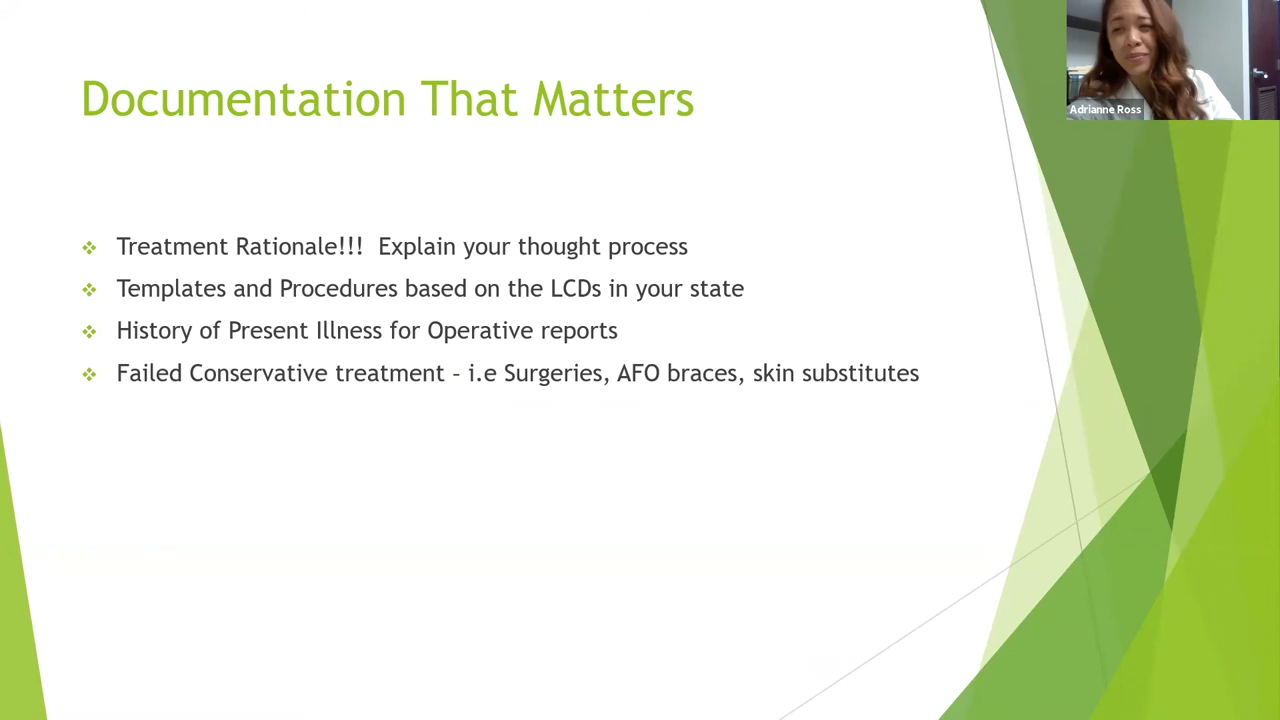 Documentation That Matters
Adrianne Ross
Treatment Rationale!!!  Explain your thought process
Templates and Procedures based on the LCDs in your state
History of Present Illness for Operative reports
Failed Conservative treatment – i.e Surgeries, AFO braces, skin substitutes